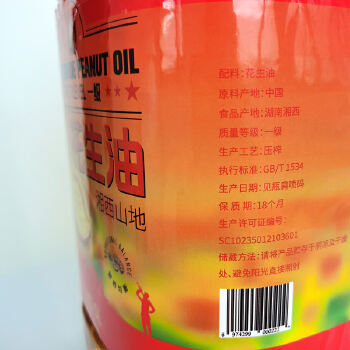 PEANUT OIL
一级
花生油
湘西山地
配料: 花生油
原料产地: 中国
食品产地: 湖南湘西
质量等级: 一级
生产工艺: 压榨
执行标准: GB/T 1534
生产日期: 见瓶肩喷码
保 质 期: 18个月
生产许可证编号:
SC10235012103601
储藏方法: 请将产品贮存于阴凉及干燥
处、避免阳光直接照射